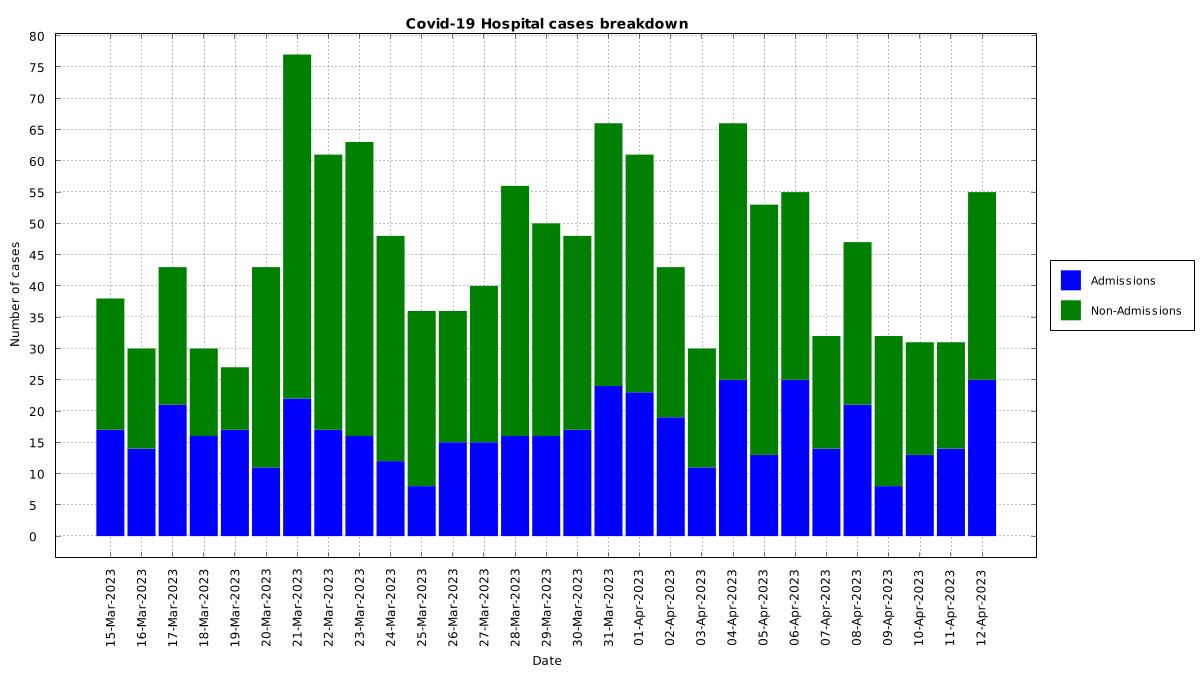 Covid-19 Hospital cases breakdown
80
75
70
65
60
55
50
45
40
35
30
25
20
15
10
5
0
Number of cases
15-Mar-2023
16-Mar-2023
17-Mar-2023
18-Mar-2023
19-Mar-2023
20-Mar-2023
21-Mar-2023
22-Mar-2023
23-Mar-2023
24-Mar-2023
25-Mar-2023
26-Mar-2023
27-Mar-2023
28-Mar-2023
29-Mar-2023
30-Mar-2023
31-Mar-2023
01-Apr-2023
02-Apr-2023
03-Apr-2023
04-Apr-2023
05-Apr-2023
06-Apr-2023
07-Apr-2023
08-Apr-2023
09-Apr-2023
10-Apr-2023
11-Apr-2023
12-Apr-2023
Date
Admissions
Non-Admissions